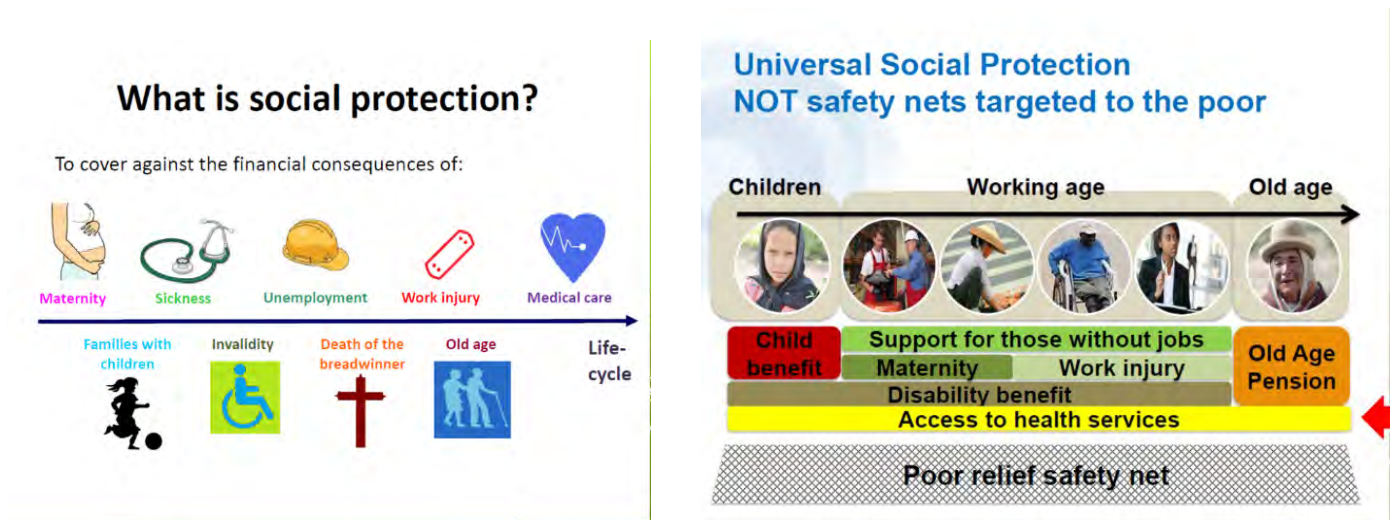 What is social protection?
To cover against the financial consequences of:
Maternity
Sickness
Unemployment
Work injury
Medical care
Families with
children
Invalidity
Death of the
breadwinner
Old age
Life-
cycle
Universal Social Protection
NOT safety nets targeted to the poor
Children
Working age
Old age
Child
benefit
Support for those without jobs
Maternity
Work injury
Disability benefit
Old Age
Pension
Access to health services
Poor relief safety net